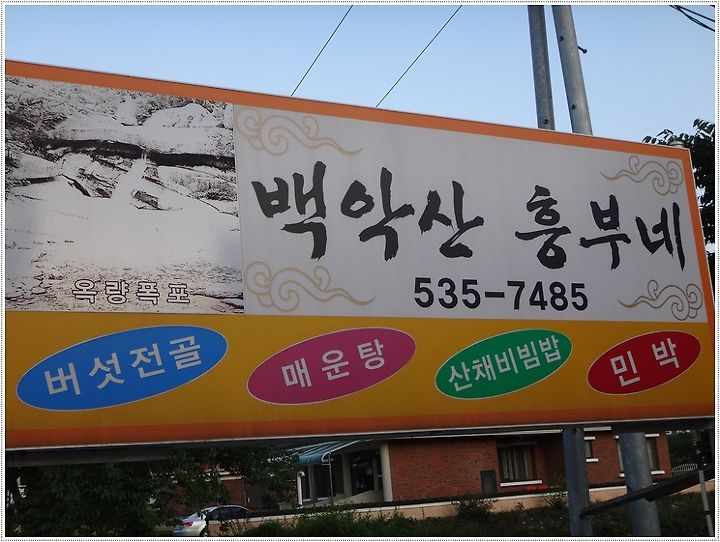 백악산 흥부네
535-7485
옥량폭포
버섯전골
매운탕
산채비빔밥
민박